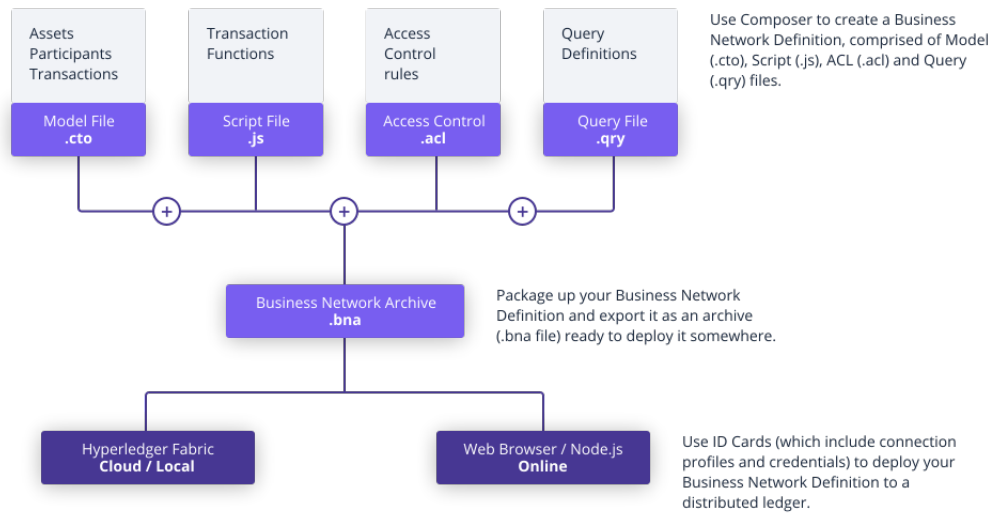 Assets
Participants
Transactions
Model File
.cto
Transaction
Functions
Script File
.js
Access
Control
rules
Access Control
.acl
Query
Definitions
Query File
.qry
Use Composer to create a Business
Network Definition, comprised of Model
(.cto), Script (.js), ACL (.acl) and Query
(.qry) files.
+
+
+
Business Network Archive
.bna
Package up your Business Network
Definition and export it as an archive
(.bna file) ready to deploy it somewhere.
Hyperledger Fabric
Cloud / Local
Web Browser / Node.js
Online
Use ID Cards (which include connection
profiles and credentials) to deploy your
Business Network Definition to a
distributed ledger.